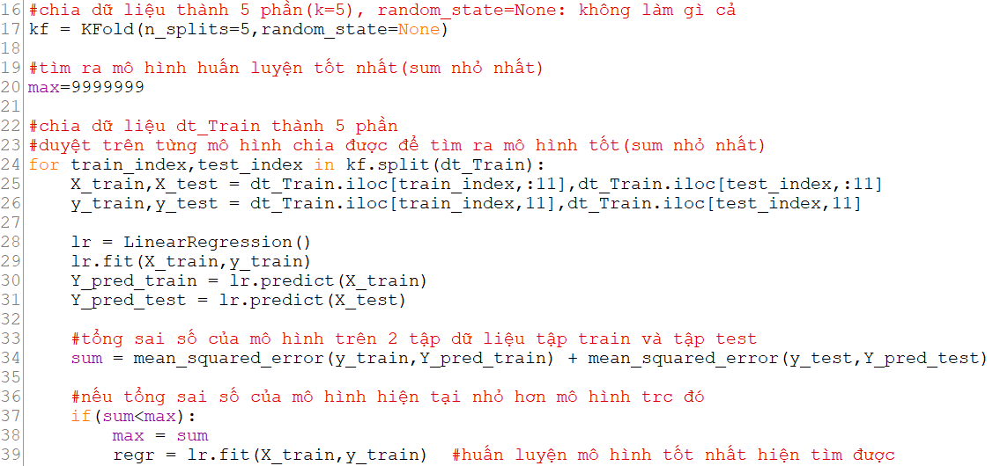 16 #chia dữ liệu thành 5 phần(k=5), random_state=None: không làm gì cả
17 kf = KFold(n_splits=5,random_state=None)
18
19 #tìm ra mô hình huấn luyện tốt nhất(sum nhỏ nhất)
20 max=9999999
21
22 #chia dữ liệu dt_Train thành 5 phần
23 #duyệt trên từng mô hình chia được để tìm ra mô hình tốt(sum nhỏ nhất)
24 for train_index,test_index in kf.split(dt_Train):
25     X_train,X_test = dt_Train.iloc[train_index,:11],dt_Train.iloc[test_index,:11]
26     y_train,y_test = dt_Train.iloc[train_index,11],dt_Train.iloc[test_index,11]
27
28     lr = LinearRegression()
29     lr.fit(X_train,y_train)
30     Y_pred_train = lr.predict(X_train)
31     Y_pred_test = lr.predict(X_test)
32
33     #tổng sai số của mô hình trên 2 tập dữ liệu tập train và tập test
34     sum = mean_squared_error(y_train,Y_pred_train) + mean_squared_error(y_test,Y_pred_test)
35
36     #nếu tổng sai số của mô hình hiện tại nhỏ hơn mô hình trc đó
37     if(sum<max):
38         max = sum
39         regr = lr.fit(X_train,y_train)  #huấn luyện mô hình tốt nhất hiện tìm được